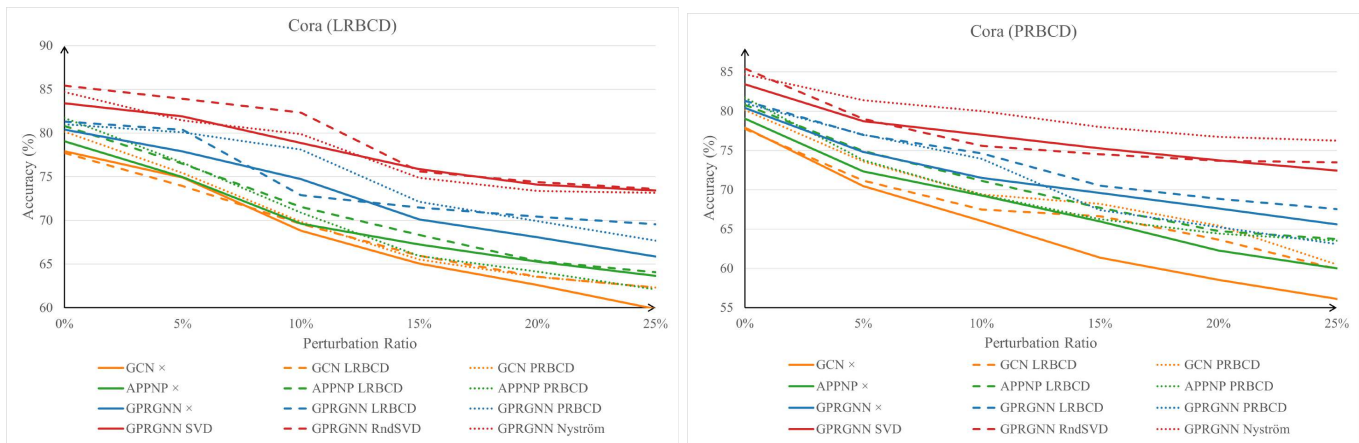 Cora (LRBCD)
90
85
80
75
70
65
60
Accuracy (%)
0% 5% 10% 15% 20% 25%
Perturbation Ratio
GCN × GCN LRBCD GCN PRBCD
APPNP × APPNP LRBCD APPNP PRBCD
GPRGNN × GPRGNN LRBCD GPRGNN PRBCD
GPRGNN SVD GPRGNN RndSVD GPRGNN Nyström
Cora (PRBCD)
85
80
75
70
65
60
55
Accuracy (%)
0% 5% 10% 15% 20% 25%
Perturbation Ratio
GCN × GCN LRBCD GCN PRBCD
APPNP × APPNP LRBCD APPNP PRBCD
GPRGNN × GPRGNN LRBCD GPRGNN PRBCD
GPRGNN SVD GPRGNN RndSVD GPRGNN Nyström